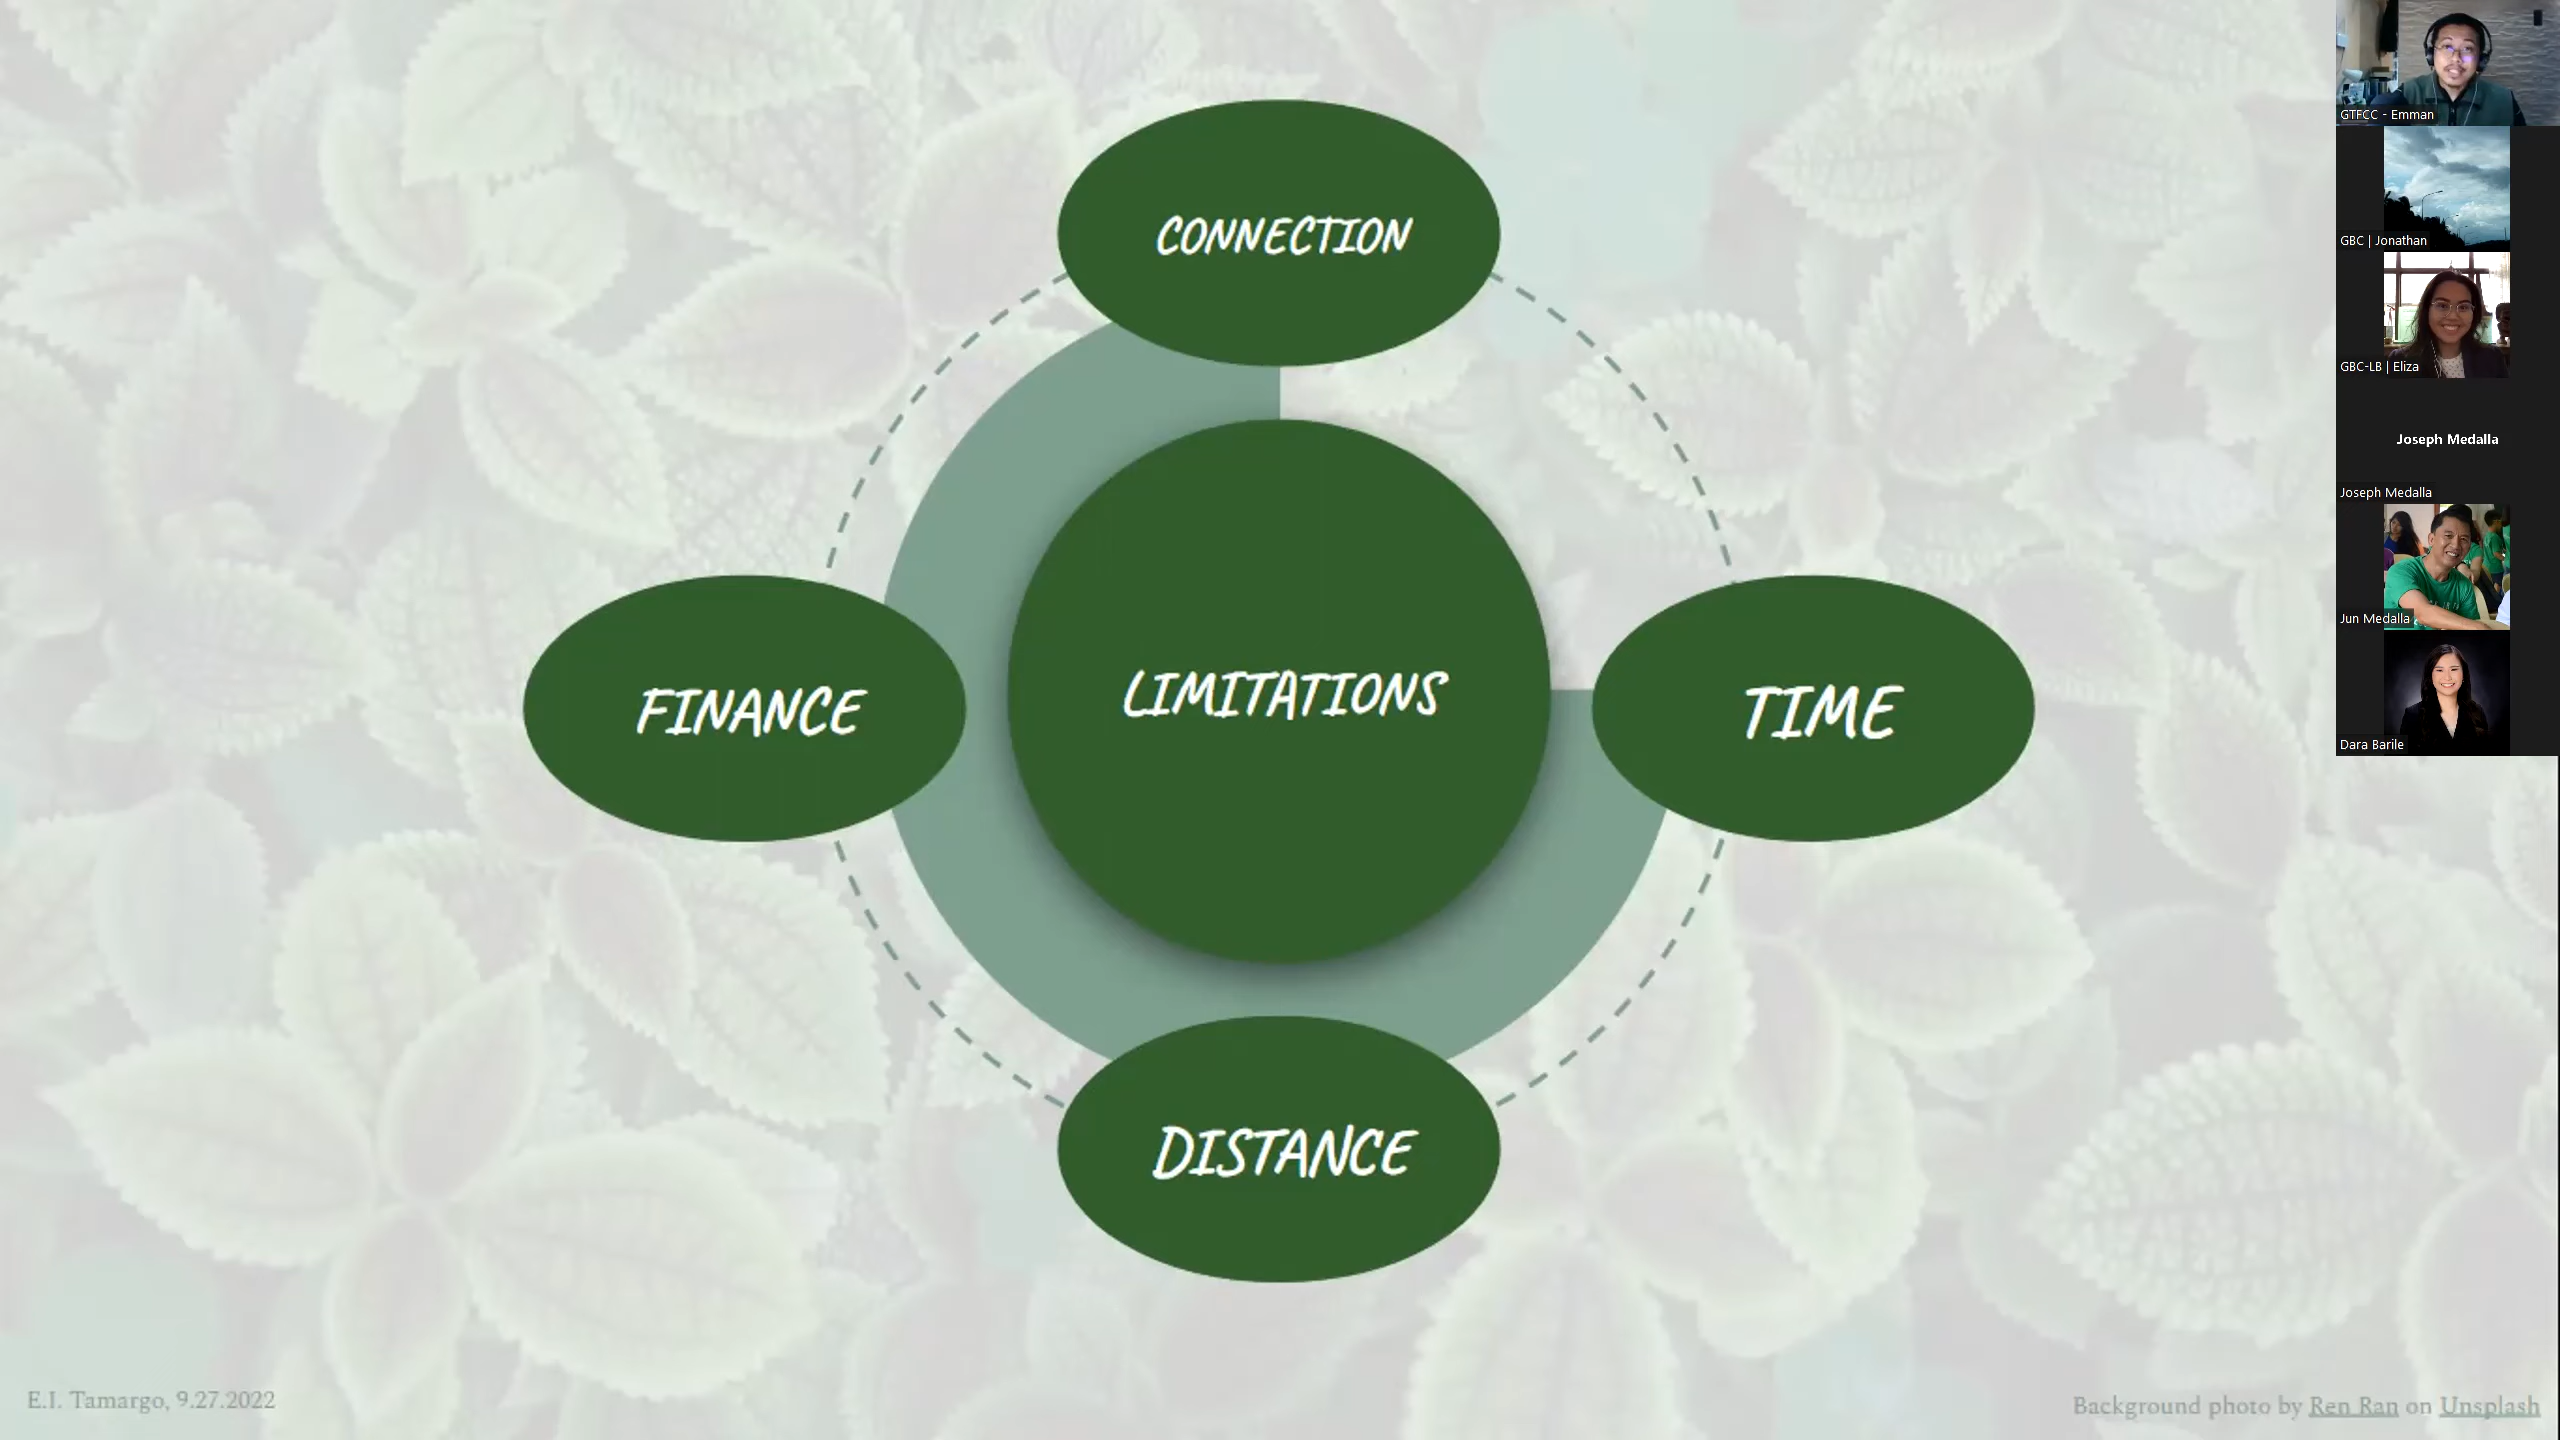 CONNECTION
FINANCE
LIMITATIONS
TIME
DISTANCE
E.I. Tamargo, 9.27.2022
Background photo by Ren Ran on Unsplash
GTFCC - Emman
GBC | Jonathan
GBC-LB | Eliza
Joseph Medalla
Joseph Medalla
Jun Medalla
Dara Barile